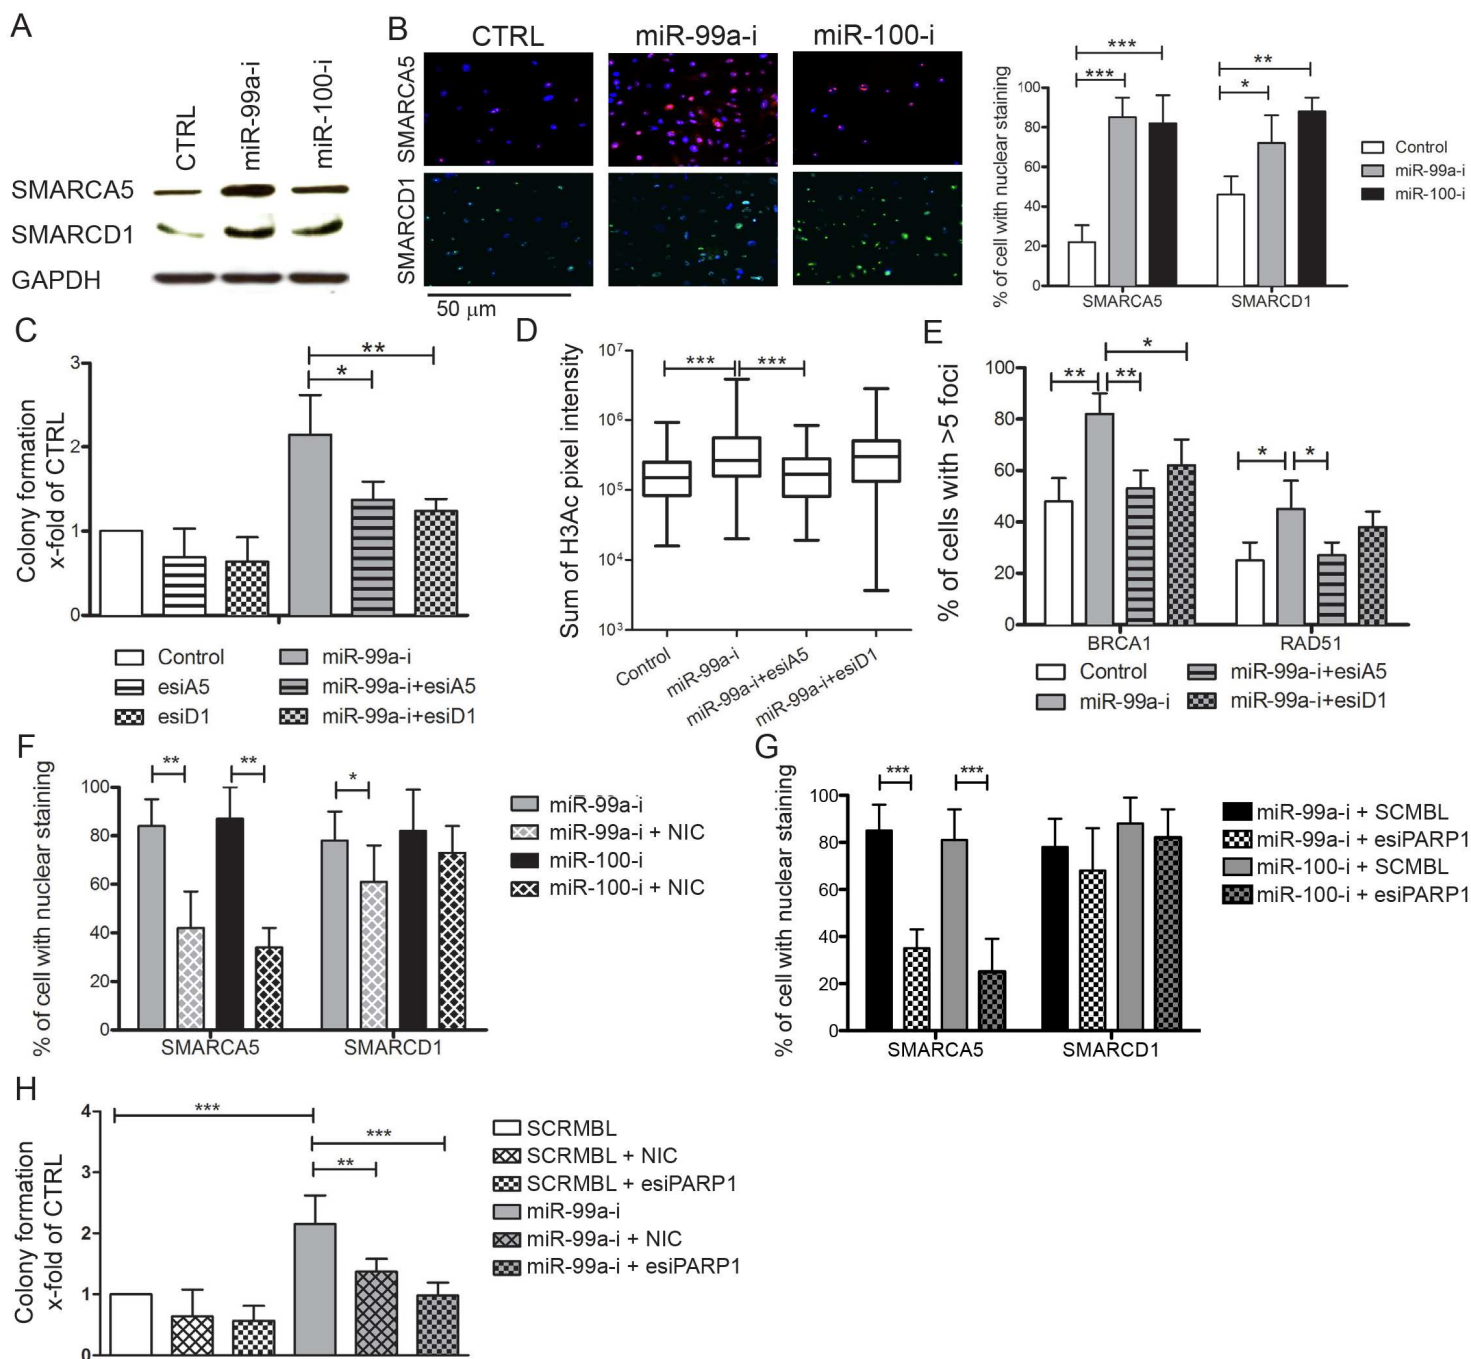 A
CTRL
miR-99a-i
miR-100-i
SMARCA5
SMARCD1
GAPDH
B
CTRL
miR-99a-i
miR-100-i
SMARCA5
SMARCD1
50 μm
% of cell with nuclear staining
100
80
60
40
20
0
***
***
**
*
SMARCA5
SMARCD1
Control
miR-99a-i
miR-100-i
C
Colony formation
x-fold of CTRL
3
2
1
0
**
*
Control
esiA5
esiD1
miR-99a-i
miR-99a-i+esiA5
miR-99a-i+esiD1
D
Sum of H3Ac pixel intensity
10⁷
10⁶
10⁵
10⁴
10³
***
***
Control
miR-99a-i
miR-99a-i+esiA5
miR-99a-i+esiD1
E
% of cells with >5 foci
100
80
60
40
20
0
*
**
**
*
*
BRCA1
RAD51
Control
miR-99a-i
miR-99a-i+esiA5
miR-99a-i+esiD1
F
% of cell with nuclear staining
100
80
60
40
20
0
**
**
*
SMARCA5
SMARCD1
miR-99a-i
miR-99a-i + NIC
miR-100-i
miR-100-i + NIC
G
% of cell with nuclear staining
100
80
60
40
20
0
***
***
SMARCA5
SMARCD1
miR-99a-i + SCMBL
miR-99a-i + esiPARP1
miR-100-i + SCMBL
miR-100-i + esiPARP1
H
Colony formation
x-fold of CTRL
4
3
2
1
0
***
***
**
SCRMBL
SCRMBL + NIC
SCRMBL + esiPARP1
miR-99a-i
miR-99a-i + NIC
miR-99a-i + esiPARP1